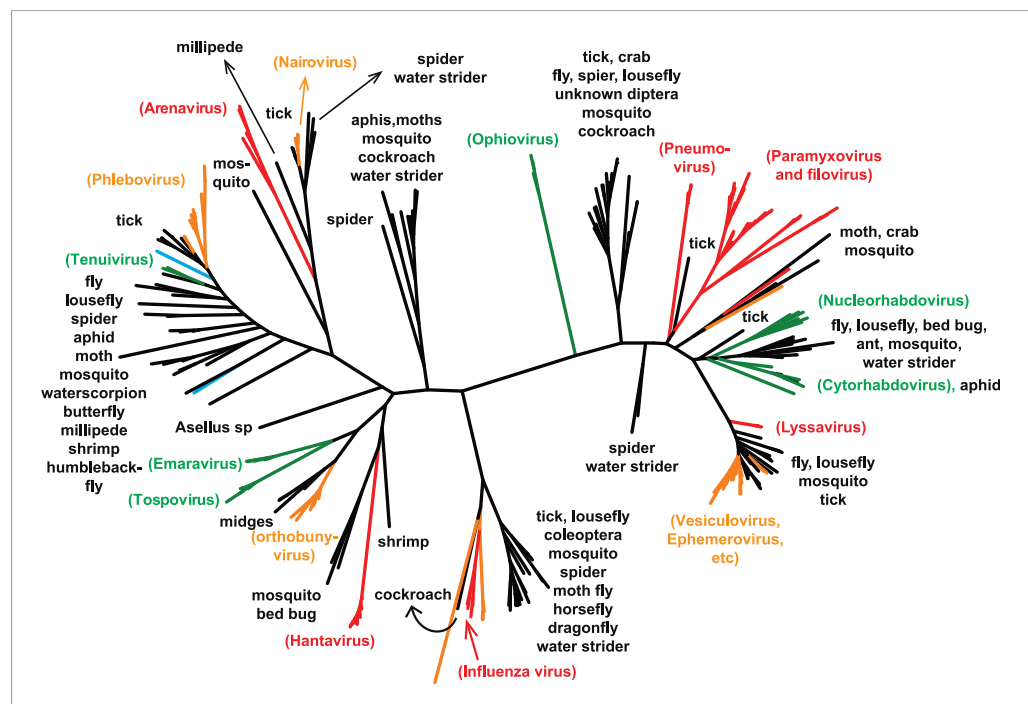 millipede
(Nairovirus)
spider
water strider
(Arenavirus)
tick
mos-
quito
aphis,moths
mosquito
cockroach
water strider
spider
(Phlebovirus)
tick
(Tenuivirus)
fly
lousefly
spider
aphid
moth
mosquito
waterscorpion
butterfly
millipede
shrimp
humbleback-
fly
Asellus sp
(Emaravirus)
(Tospovirus)
midges
(orthobuny-
virus)
mosquito
bed bug
(Hantavirus)
shrimp
cockroach
(Influenza virus)
tick, lousefly
coleoptera
mosquito
spider
moth fly
horsefly
dragonfly
water strider
(Ophiovirus)
tick, crab
fly, spier, lousefly
unknown diptera
mosquito
cockroach
(Pneumo-
virus)
(Paramyxovirus
and filovirus)
tick
moth, crab
mosquito
tick
(Nucleorhabdovirus)
fly, lousefly, bed bug,
ant, mosquito,
water strider
(Cytorhabdovirus), aphid
(Lyssavirus)
fly, lousefly
mosquito
tick
(Vesiculovirus,
Ephemerovirus,
etc)
spider
water strider